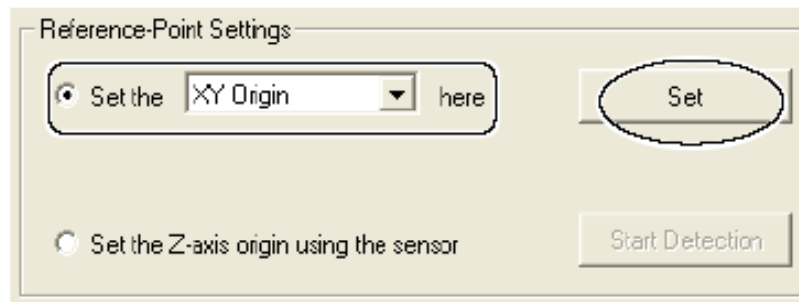 Reference-Point Settings
Set the XY Origin here Set
Set the Z-axis origin using the sensor Start Detection